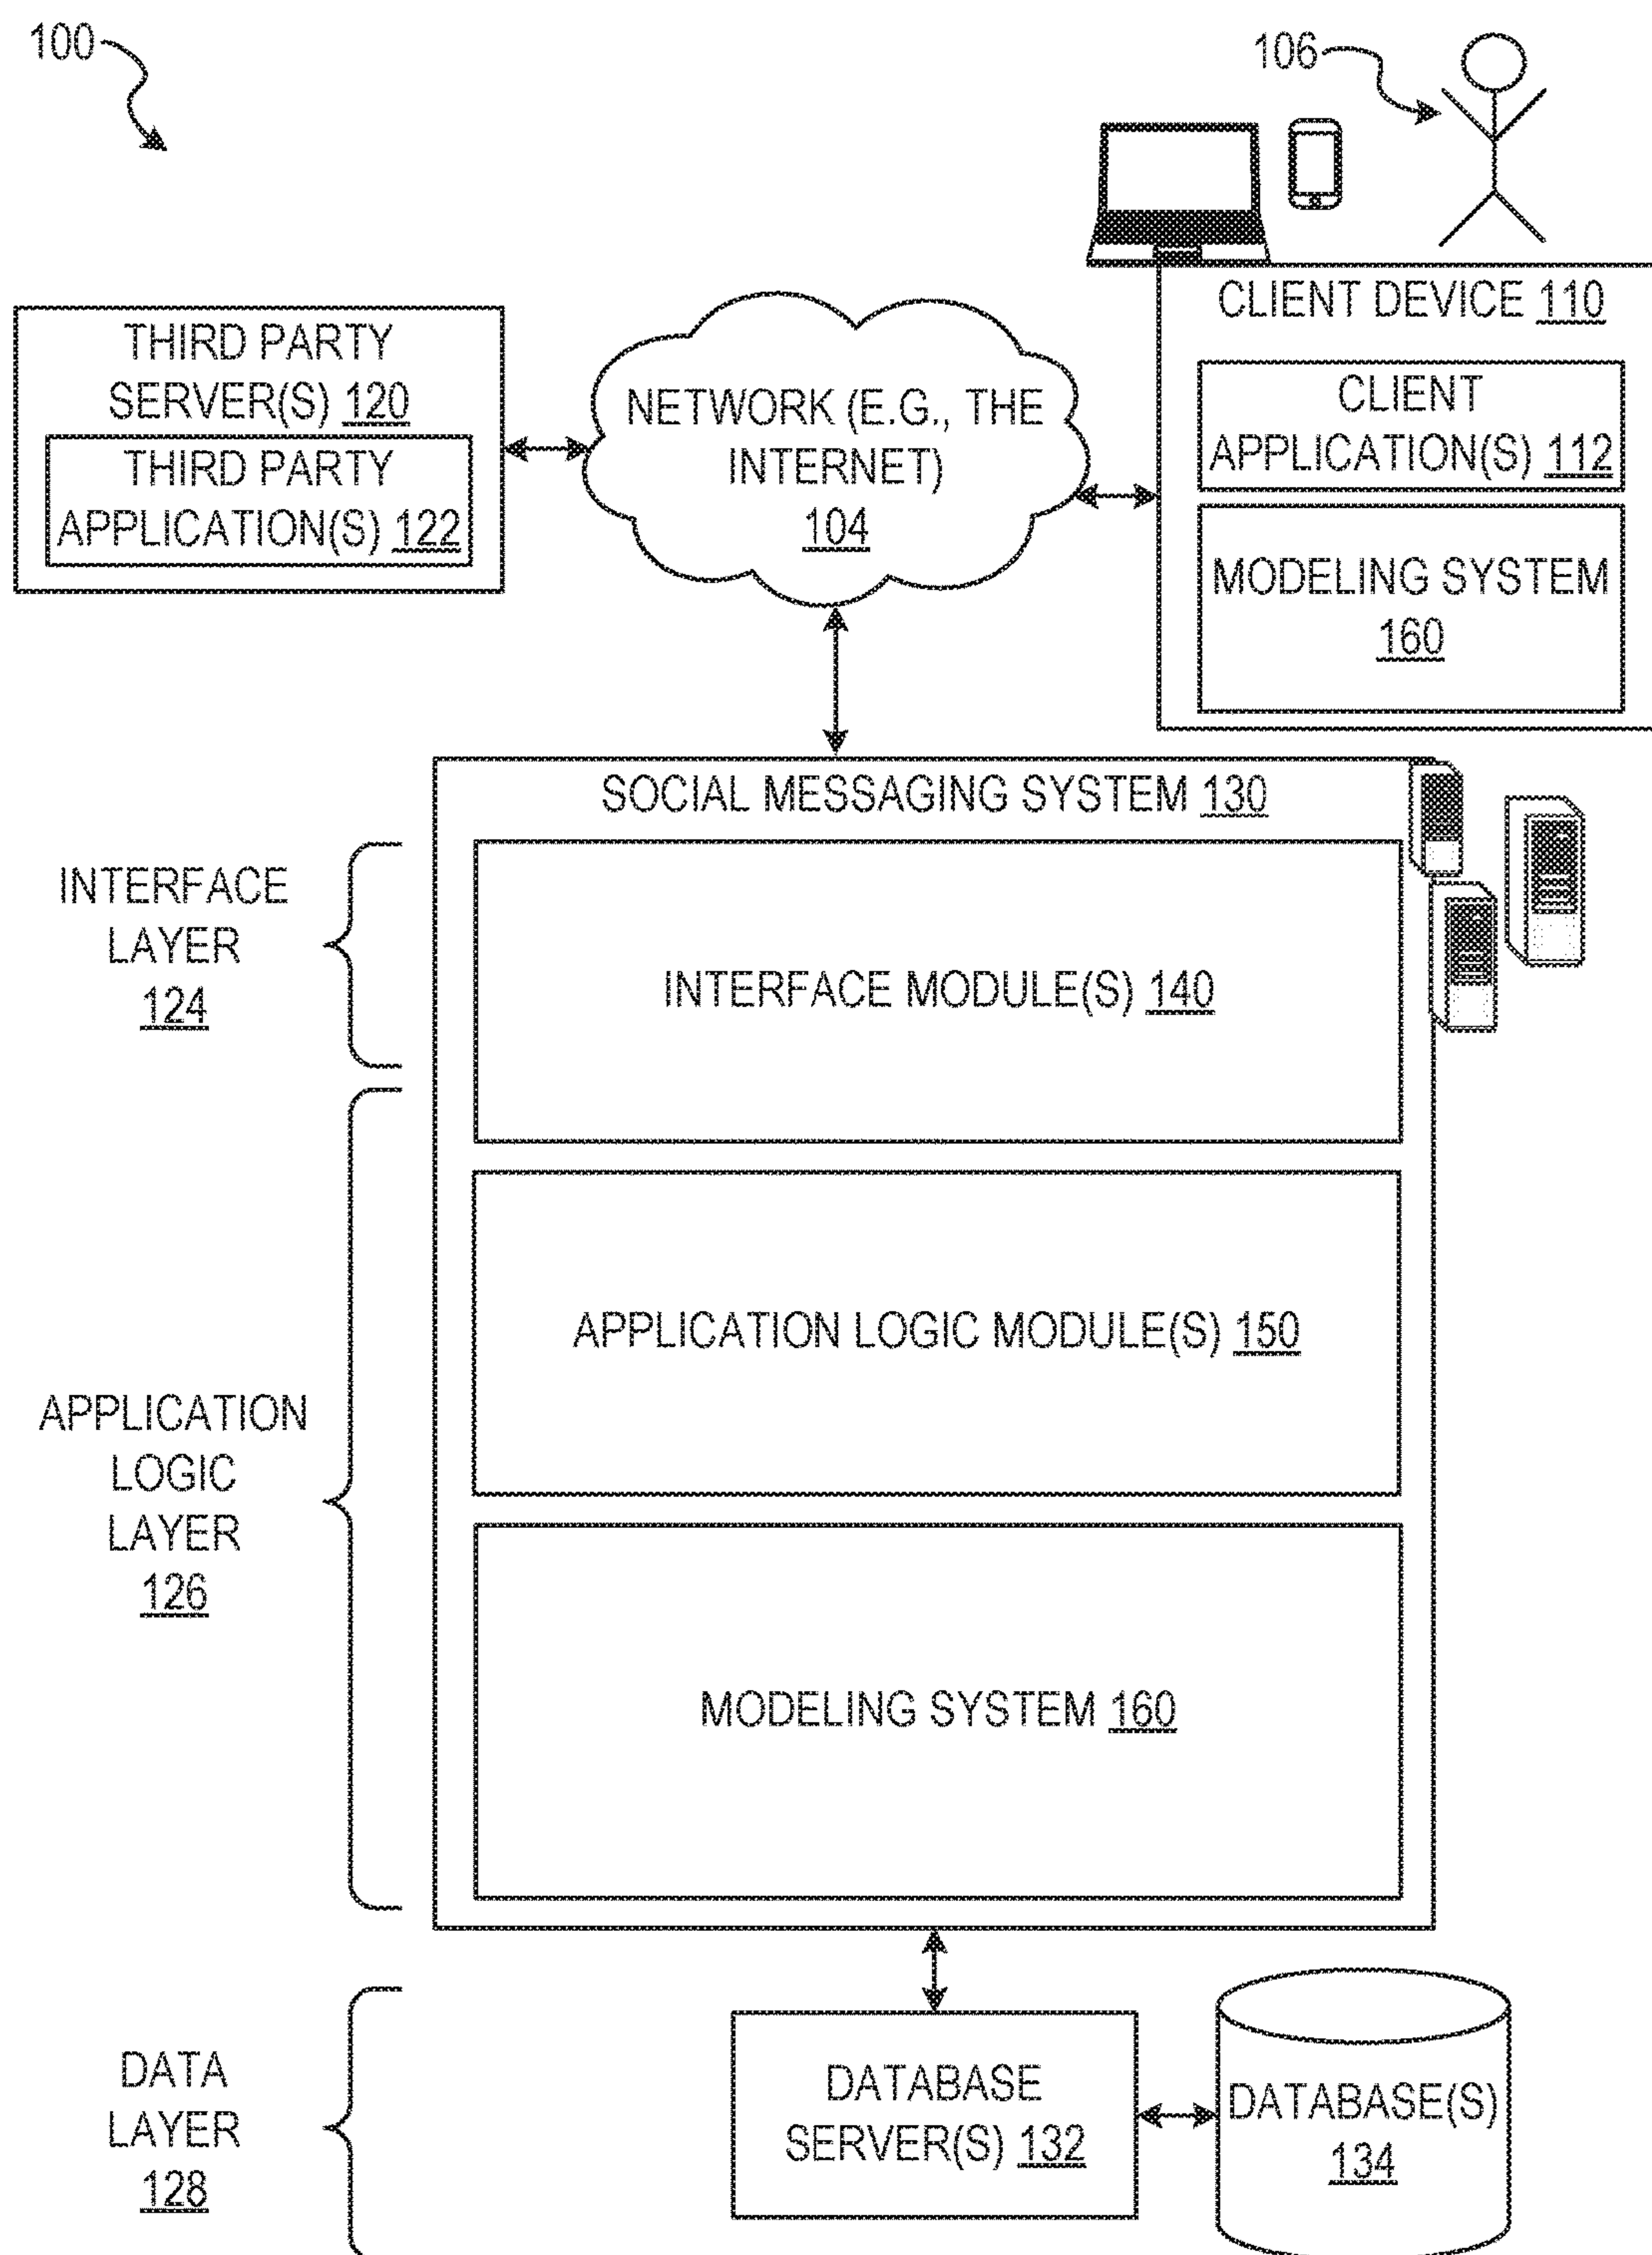 100
106
CLIENT DEVICE 110
CLIENT
APPLICATION(S) 112
MODELING SYSTEM
160
THIRD PARTY
SERVER(S) 120
THIRD PARTY
APPLICATION(S) 122
NETWORK (E.G., THE
INTERNET)
104
SOCIAL MESSAGING SYSTEM 130
INTERFACE
LAYER
124
INTERFACE MODULE(S) 140
APPLICATION LOGIC MODULE(S) 150
APPLICATION
LOGIC
LAYER
126
MODELING SYSTEM 160
DATA
LAYER
128
DATABASE
SERVER(S) 132
DATABASE(S)
134